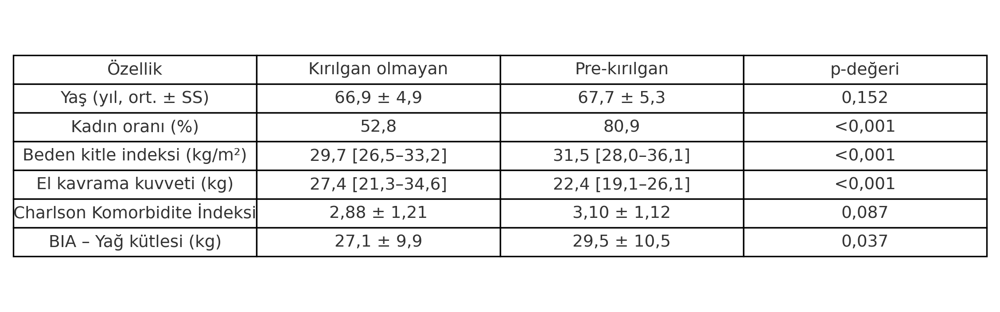 Özellik Kırılgan olmayan Pre-kırılgan p-değeri
Yaş (yıl, ort. ± SS) 66,9 ± 4,9 67,7 ± 5,3 0,152
Kadın oranı (%) 52,8 80,9 <0,001
Beden kitle indeksi (kg/m²) 29,7 [26,5–33,2] 31,5 [28,0–36,1] <0,001
El kavrama kuvveti (kg) 27,4 [21,3–34,6] 22,4 [19,1–26,1] <0,001
Charlson Komorbidite İndeksi 2,88 ± 1,21 3,10 ± 1,12 0,087
BIA – Yağ kütlesi (kg) 27,1 ± 9,9 29,5 ± 10,5 0,037